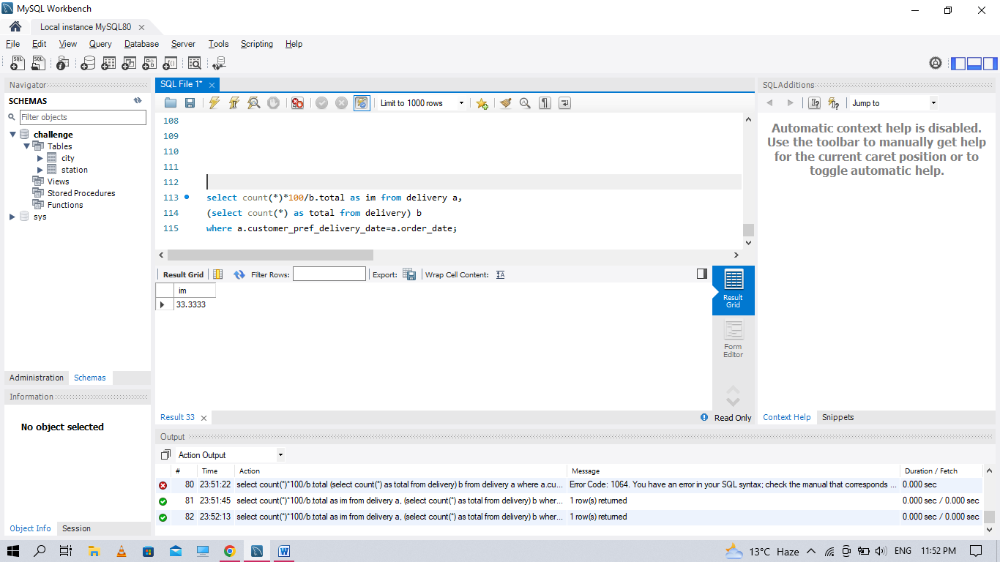 MySQL Workbench
Local instance MySQL80
File Edit View Query Database Server Tools Scripting Help
Navigator
SCHEMAS
Filter objects
challenge
Tables
city
station
Views
Stored Procedures
Functions
sys
Administration Schemas
Information
No object selected
Object Info Session
SQL File 1*
Limit to 1000 rows
108
109
110
111
112
113 select count(*)*100/b.total as im from delivery a,
114 (select count(*) as total from delivery) b
115 where a.customer_pref_delivery_date=a.order_date;
Result Grid Filter Rows: Export: Wrap Cell Content:
im
33.3333
Result
Grid
Form
Editor
Result 33
Read Only
SQLAdditions
Jump to
Automatic context help is disabled.
Use the toolbar to manually get help
for the current caret position or to
toggle automatic help.
Context Help Snippets
Output
Action Output
# Time Action Message Duration / Fetch
80 23:51:22 select count(*)*100/b.total (select count(*) as total from delivery) b from delivery a where a.cu... Error Code: 1064. You have an error in your SQL syntax; check the manual that corresponds ... 0.000 sec
81 23:51:45 select count(*)*100/b.total as im from delivery a, (select count(*) as total from delivery) b wher... 1 row(s) returned 0.000 sec / 0.000 sec
82 23:52:13 select count(*)*100/b.total as im from delivery a, (select count(*) as total from delivery) b wher... 1 row(s) returned 0.000 sec / 0.000 sec
13°C Haze ENG 11:52 PM